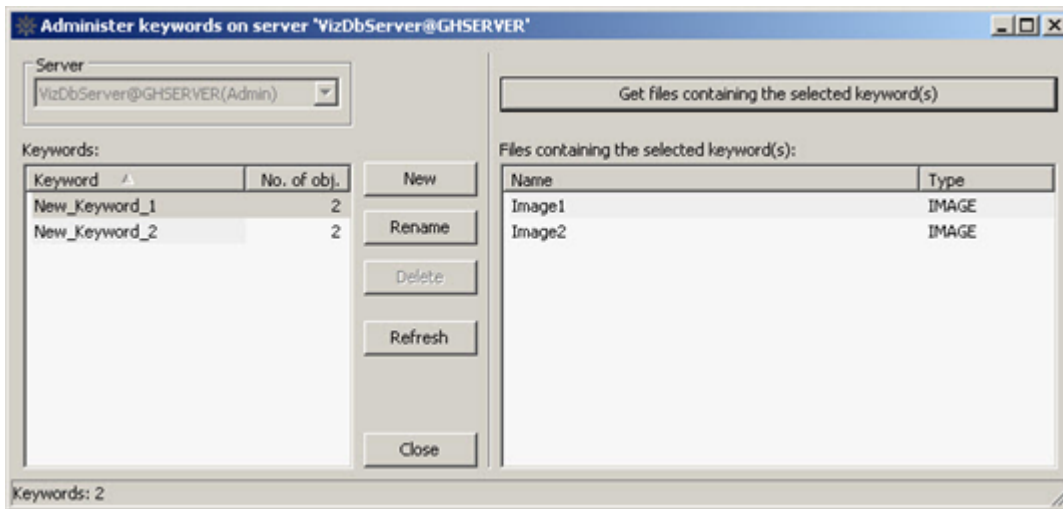 Administer keywords on server 'VizDbServer@GHSERVER'
Server
VizDbServer@GHSERVER(Admin)
Get files containing the selected keyword(s)
Keywords:
Keyword No. of obj.
New_Keyword_1 2
New_Keyword_2 2
New
Rename
Delete
Refresh
Close
Files containing the selected keyword(s):
Name Type
Image1 IMAGE
Image2 IMAGE
Keywords: 2